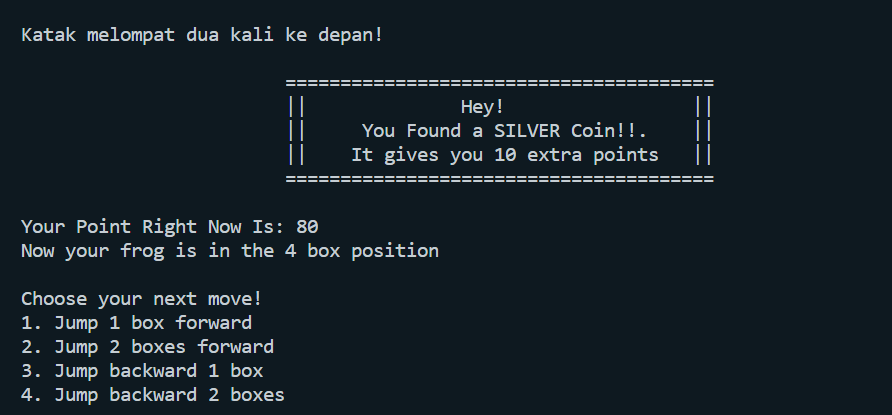 Katak melompat dua kali ke depan!
=======================================
|| Hey! ||
|| You Found a SILVER Coin!!. ||
|| It gives you 10 extra points ||
=======================================
Your Point Right Now Is: 80
Now your frog is in the 4 box position
Choose your next move!
1. Jump 1 box forward
2. Jump 2 boxes forward
3. Jump backward 1 box
4. Jump backward 2 boxes